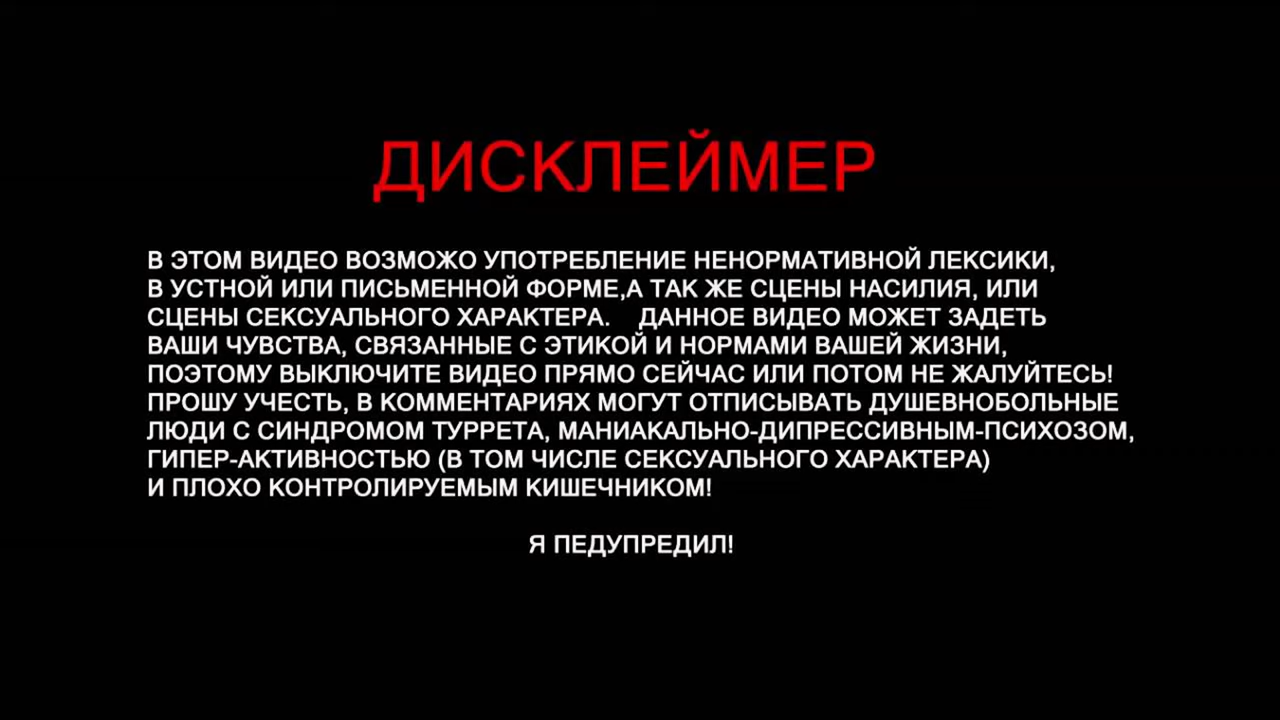 ДИСКЛЕЙМЕР
В ЭТОМ ВИДЕО ВОЗМОЖО УПОТРЕБЛЕНИЕ НЕНОРМАТИВНОЙ ЛЕКСИКИ,
В УСТНОЙ ИЛИ ПИСЬМЕННОЙ ФОРМЕ,А ТАК ЖЕ СЦЕНЫ НАСИЛИЯ, ИЛИ
СЦЕНЫ СЕКСУАЛЬНОГО ХАРАКТЕРА. ДАННОЕ ВИДЕО МОЖЕТ ЗАДЕТЬ
ВАШИ ЧУВСТВА, СВЯЗАННЫЕ С ЭТИКОЙ И НОРМАМИ ВАШЕЙ ЖИЗНИ,
ПОЭТОМУ ВЫКЛЮЧИТЕ ВИДЕО ПРЯМО СЕЙЧАС ИЛИ ПОТОМ НЕ ЖАЛУЙТЕСЬ!
ПРОШУ УЧЕСТЬ, В КОММЕНТАРИЯХ МОГУТ ОТПИСЫВАТЬ ДУШЕВНОБОЛЬНЫЕ
ЛЮДИ С СИНДРОМОМ ТУРРЕТА, МАНИАКАЛЬНО-ДИПРЕССИВНЫМ-ПСИХОЗОМ,
ГИПЕР-АКТИВНОСТЬЮ (В ТОМ ЧИСЛЕ СЕКСУАЛЬНОГО ХАРАКТЕРА)
И ПЛОХО КОНТРОЛИРУЕМЫМ КИШЕЧНИКОМ!
Я ПЕДУПРЕДИЛ!